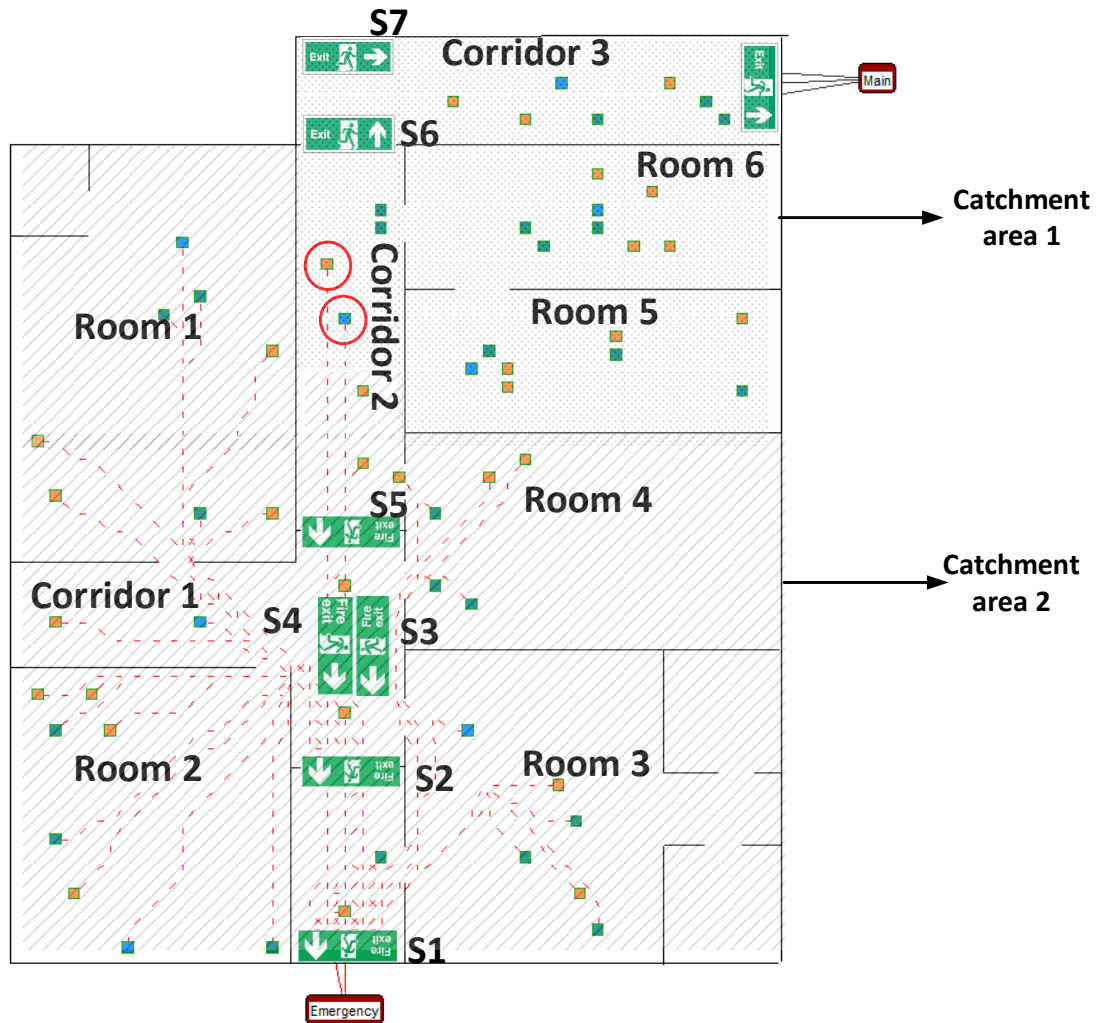 S7
Exit
Corridor 3
Exit
Main
Exit
S6
Room 6
Catchment
area 1
Corridor 2
Room 1
Room 5
Room 4
S5
Fire
exit
Catchment
area 2
Corridor 1
S4
Fire
exit
Fire
exit
S3
Room 2
Room 3
Fire
exit
S2
Fire
exit
S1
Emergency